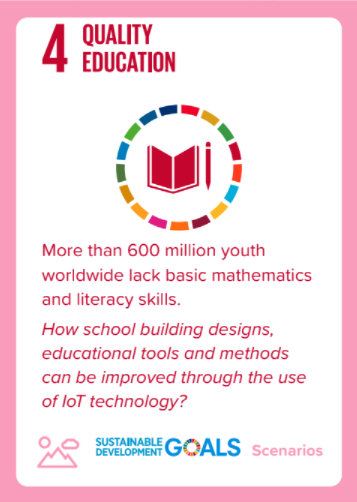 4 QUALITY
EDUCATION
More than 600 million youth
worldwide lack basic mathematics
and literacy skills.
How school building designs,
educational tools and methods
can be improved through the use
of IoT technology?
SUSTAINABLE
DEVELOPMENT GOALS Scenarios